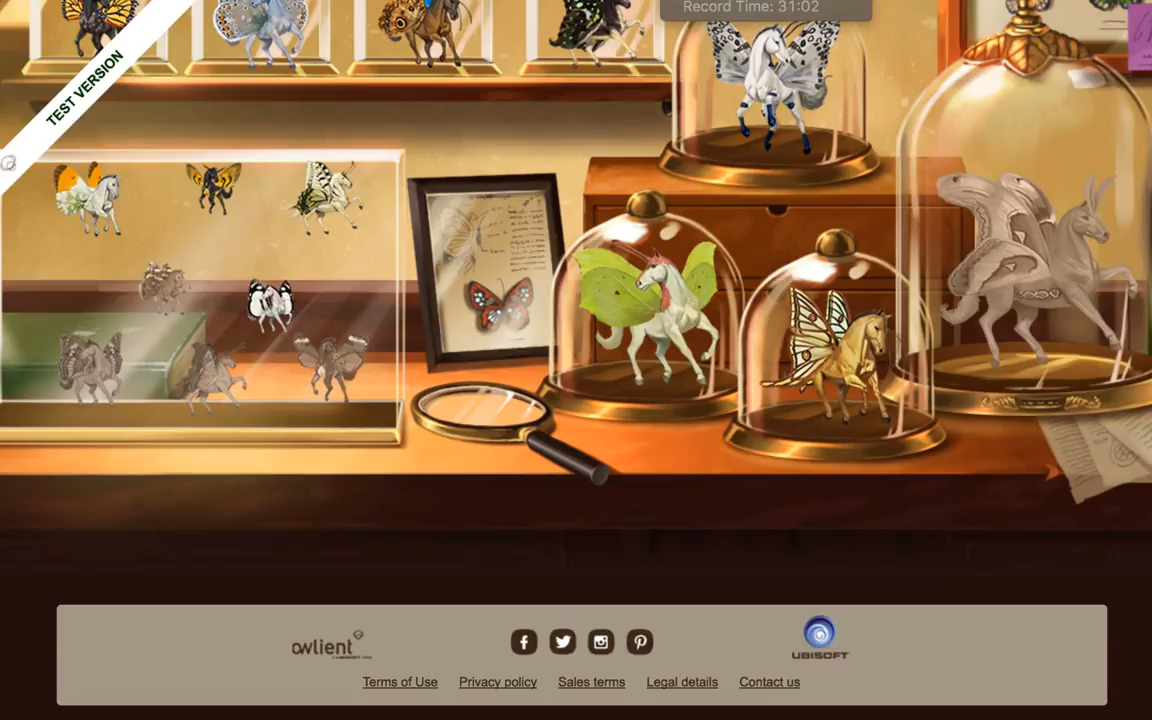 Record Time: 31:02
TEST VERSION
owlient
UBISOFT
Terms of Use
Privacy policy
Sales terms
Legal details
Contact us